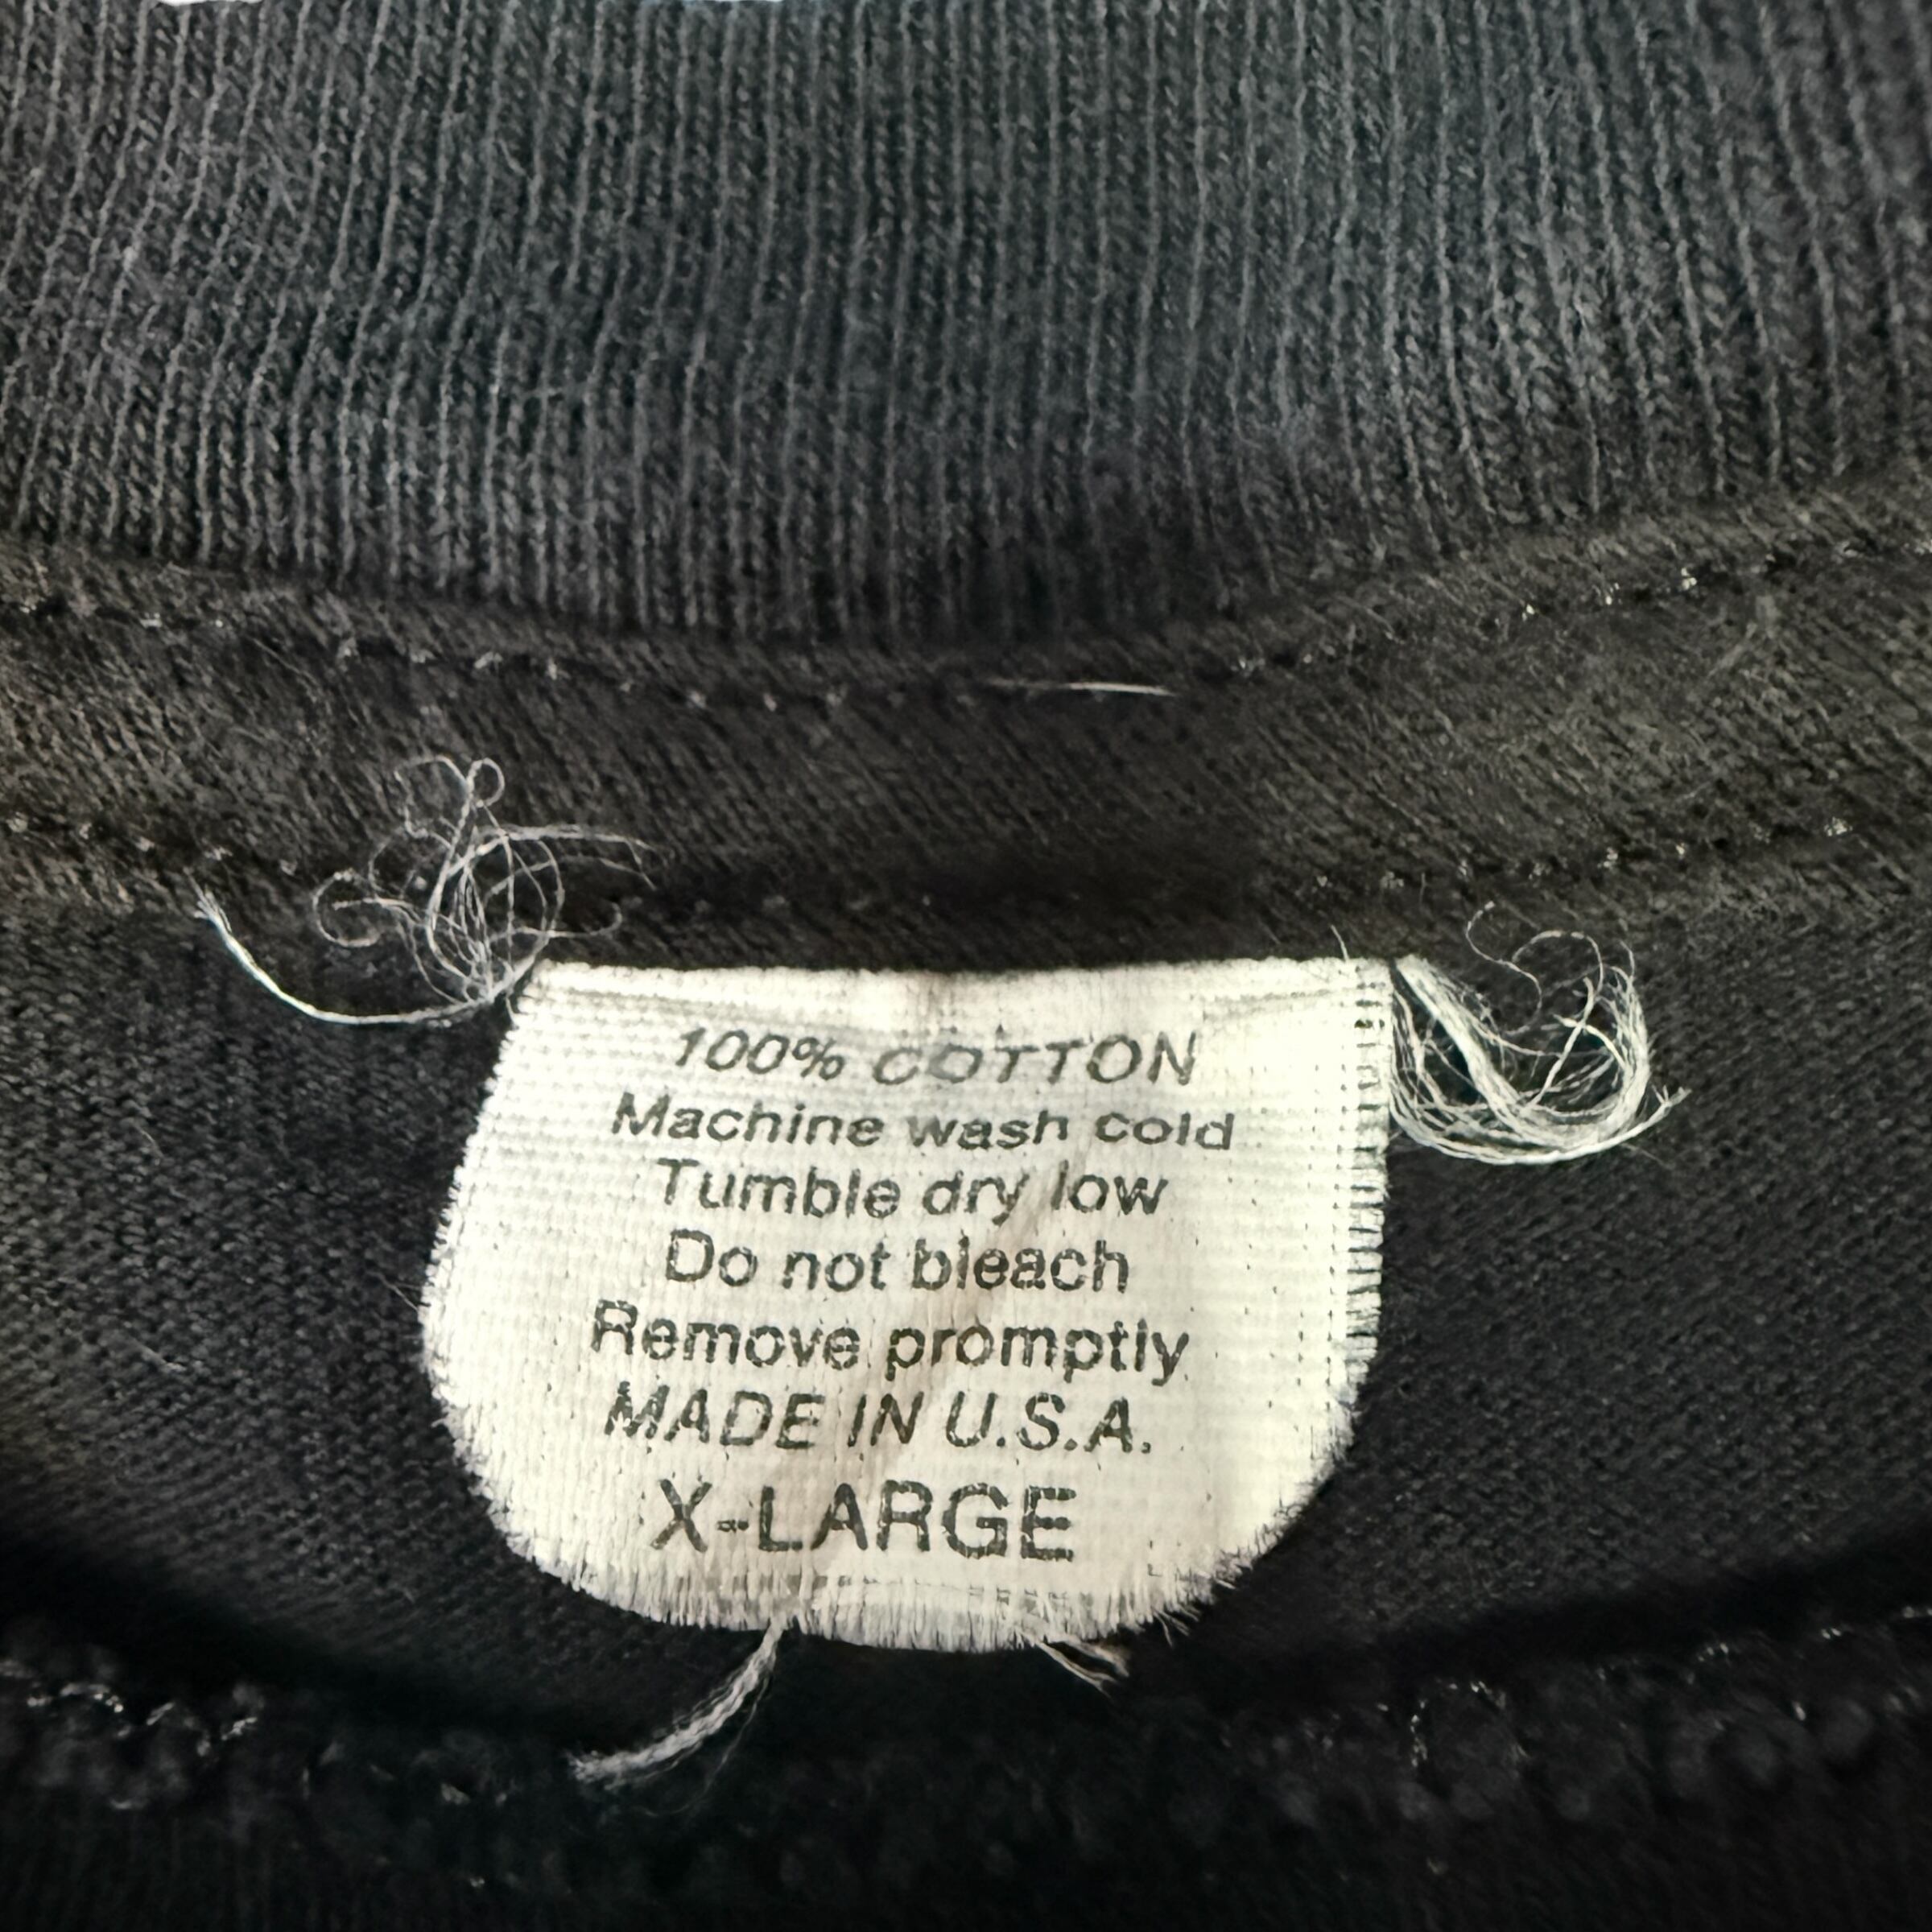 100% COTTON
Machine wash cold
Tumble dry low
Do not bleach
Remove promptly
MADE IN U.S.A.
X-LARGE